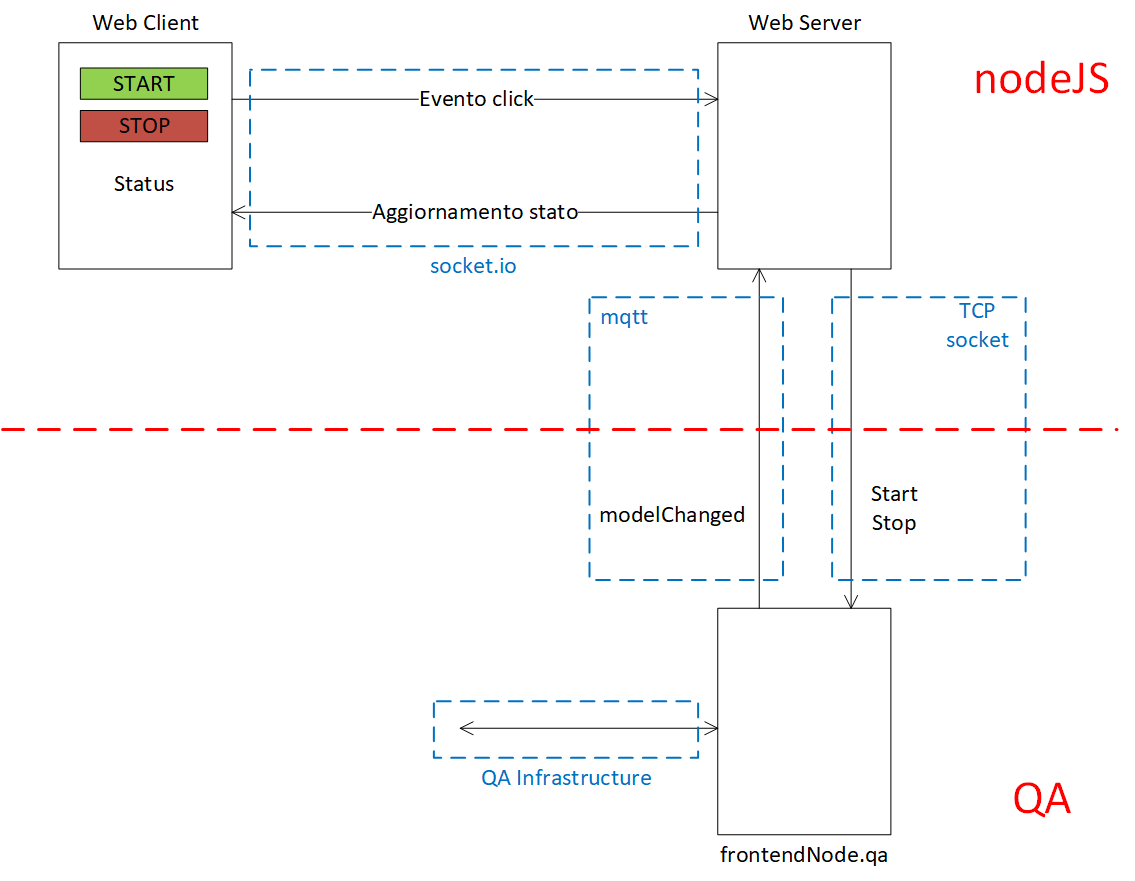 Web Client
Web Server
nodeJS
START
STOP
Status
Evento click
Aggiornamento stato
socket.io
mqtt
TCP
socket
modelChanged
Start
Stop
QA Infrastructure
QA
frontendNode.qa